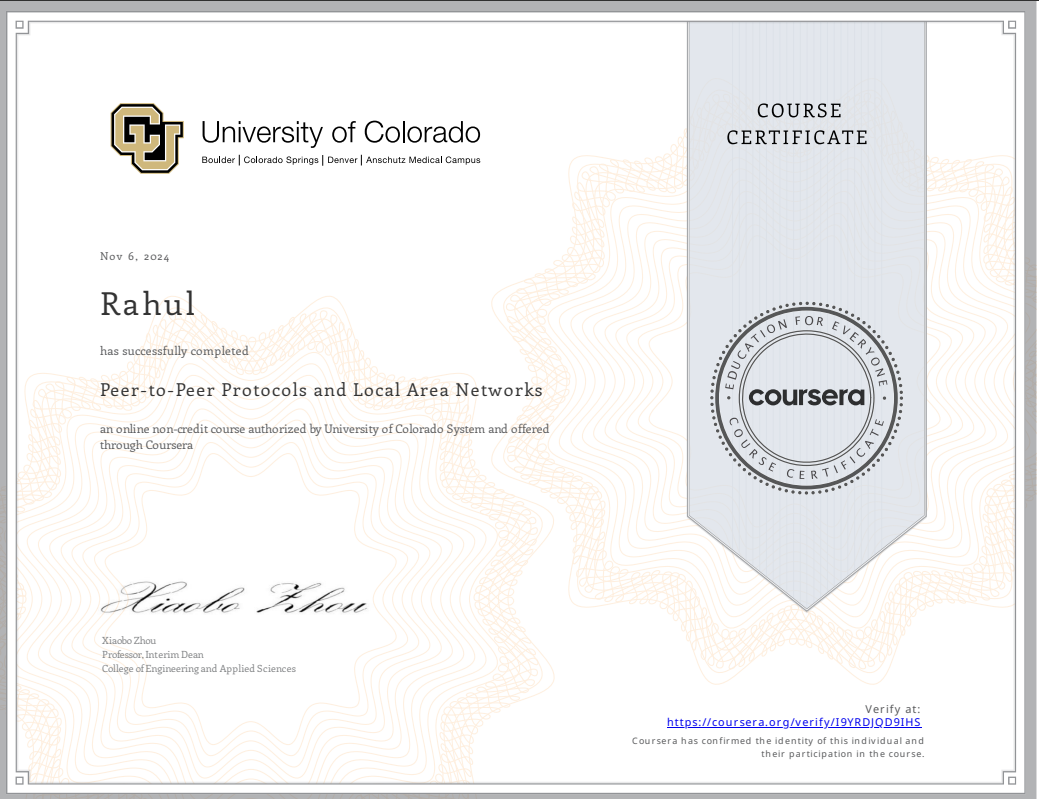 University of Colorado
Boulder | Colorado Springs | Denver | Anschutz Medical Campus
COURSE
CERTIFICATE
Nov 6, 2024
Rahul
has successfully completed
Peer-to-Peer Protocols and Local Area Networks
an online non-credit course authorized by University of Colorado System and offered
through Coursera
EDUCATION FOR EVERYONE
coursera
COURSE CERTIFICATE
Xiaobo Zhou
Xiaobo Zhou
Professor, Interim Dean
College of Engineering and Applied Sciences
Verify at:
https://coursera.org/verify/I9YRDJQD9IHS
Coursera has confirmed the identity of this individual and
their participation in the course.